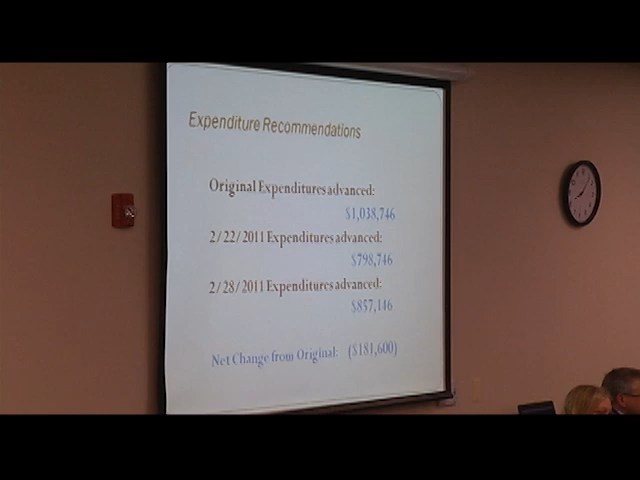 Expenditure Recommendations
Original Expenditures advanced:
$1,038,746
2/22/2011 Expenditures advanced:
$798,746
2/28/2011 Expenditures advanced:
$857,146
Net Change from Original: ($181,600)